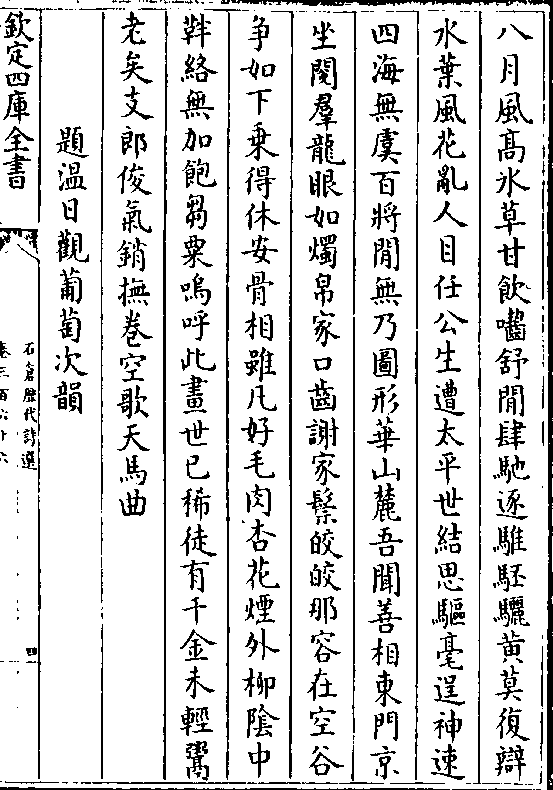 八月風髙水草甘飲嚙舒閒肆馳逐騅駓驪黄莫復辯
水葉風花亂人目任公生遭太平世結思驅毫逞神速
四海無虞百將閒無乃圖形華山麓吾聞善相東門京
坐閲羣龍眼如燭帛家口齒謝家鬃皎皎那容在空谷
争如下乗得休安骨相雖凡好毛肉杏花煙外柳隂中
羈絡無加飽芻粟嗚呼此畫世已稀徒有千金未輕鬻
老矣支郎俊氣銷撫卷空歌天馬曲
題温日觀葡萄次韻
欽定四庫全書
石倉歴代詩選
卷三百六十六
四